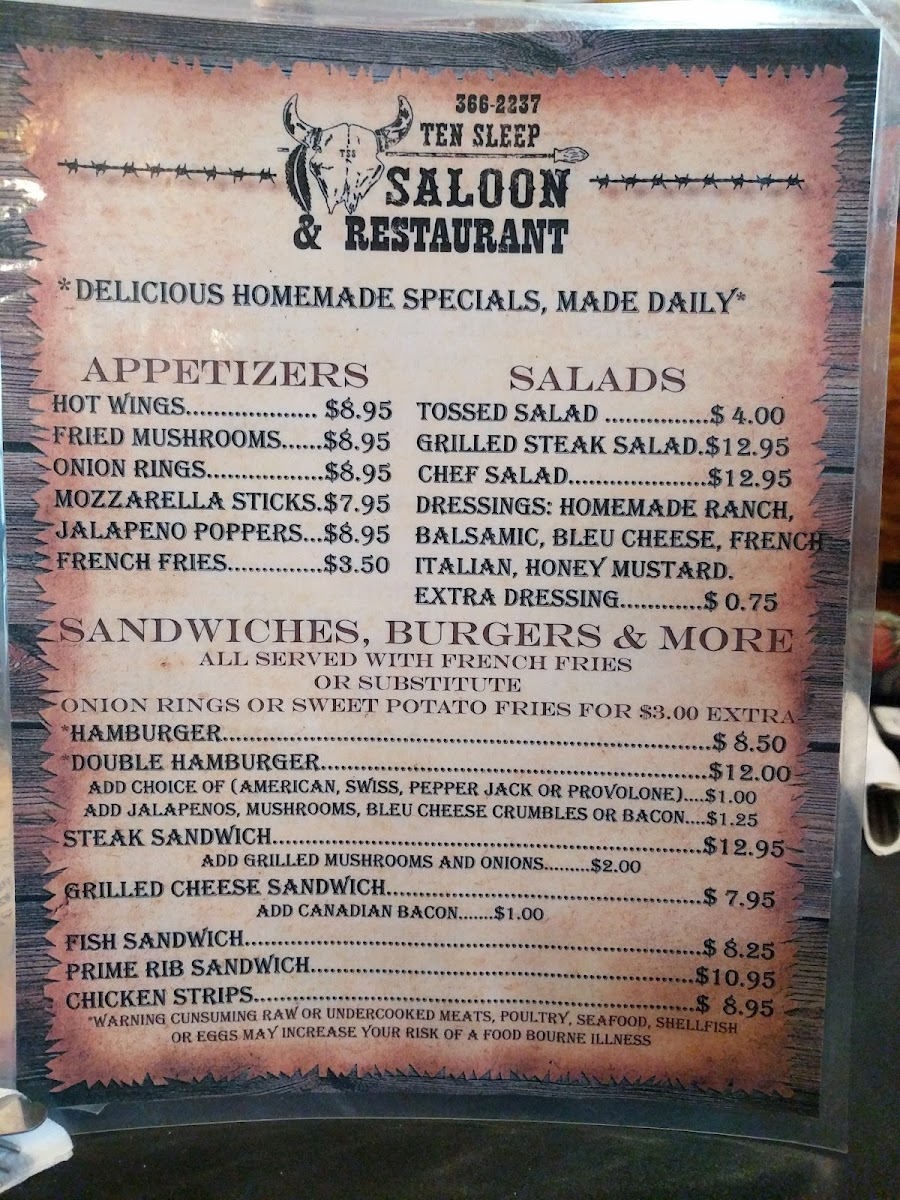 366-2237
TEN SLEEP
TSS
SALOON
& RESTAURANT
*DELICIOUS HOMEMADE SPECIALS, MADE DAILY*
APPETIZERS
HOT WINGS.................... $8.95
FRIED MUSHROOMS......$8.95
ONION RINGS.................$8.95
MOZZARELLA STICKS.$7.95
JALAPENO POPPERS...$8.95
FRENCH FRIES..............$3.50
SALADS
TOSSED SALAD ...............$ 4.00
GRILLED STEAK SALAD.$12.95
CHEF SALAD.....................$12.95
DRESSINGS: HOMEMADE RANCH,
BALSAMIC, BLEU CHEESE, FRENCH
ITALIAN, HONEY MUSTARD.
EXTRA DRESSING............$ 0.75
SANDWICHES, BURGERS & MORE
ALL SERVED WITH FRENCH FRIES
OR SUBSTITUTE
ONION RINGS OR SWEET POTATO FRIES FOR $3.00 EXTRA
*HAMBURGER..........................................................................$ 8.50
*DOUBLE HAMBURGER..........................................................$12.00
ADD CHOICE OF (AMERICAN, SWISS, PEPPER JACK OR PROVOLONE)....$1.00
ADD JALAPENOS, MUSHROOMS, BLEU CHEESE CRUMBLES OR BACON....$1.25
STEAK SANDWICH.................................................................$12.95
ADD GRILLED MUSHROOMS AND ONIONS.........$2.00
GRILLED CHEESE SANDWICH................................................$ 7.95
ADD CANADIAN BACON.......$1.00
FISH SANDWICH.....................................................................$ 8.25
PRIME RIB SANDWICH..........................................................$10.95
CHICKEN STRIPS...................................................................$ 8.95
*WARNING CUNSUMING RAW OR UNDERCOOKED MEATS, POULTRY, SEAFOOD, SHELLFISH
OR EGGS MAY INCREASE YOUR RISK OF A FOOD BOURNE ILLNESS